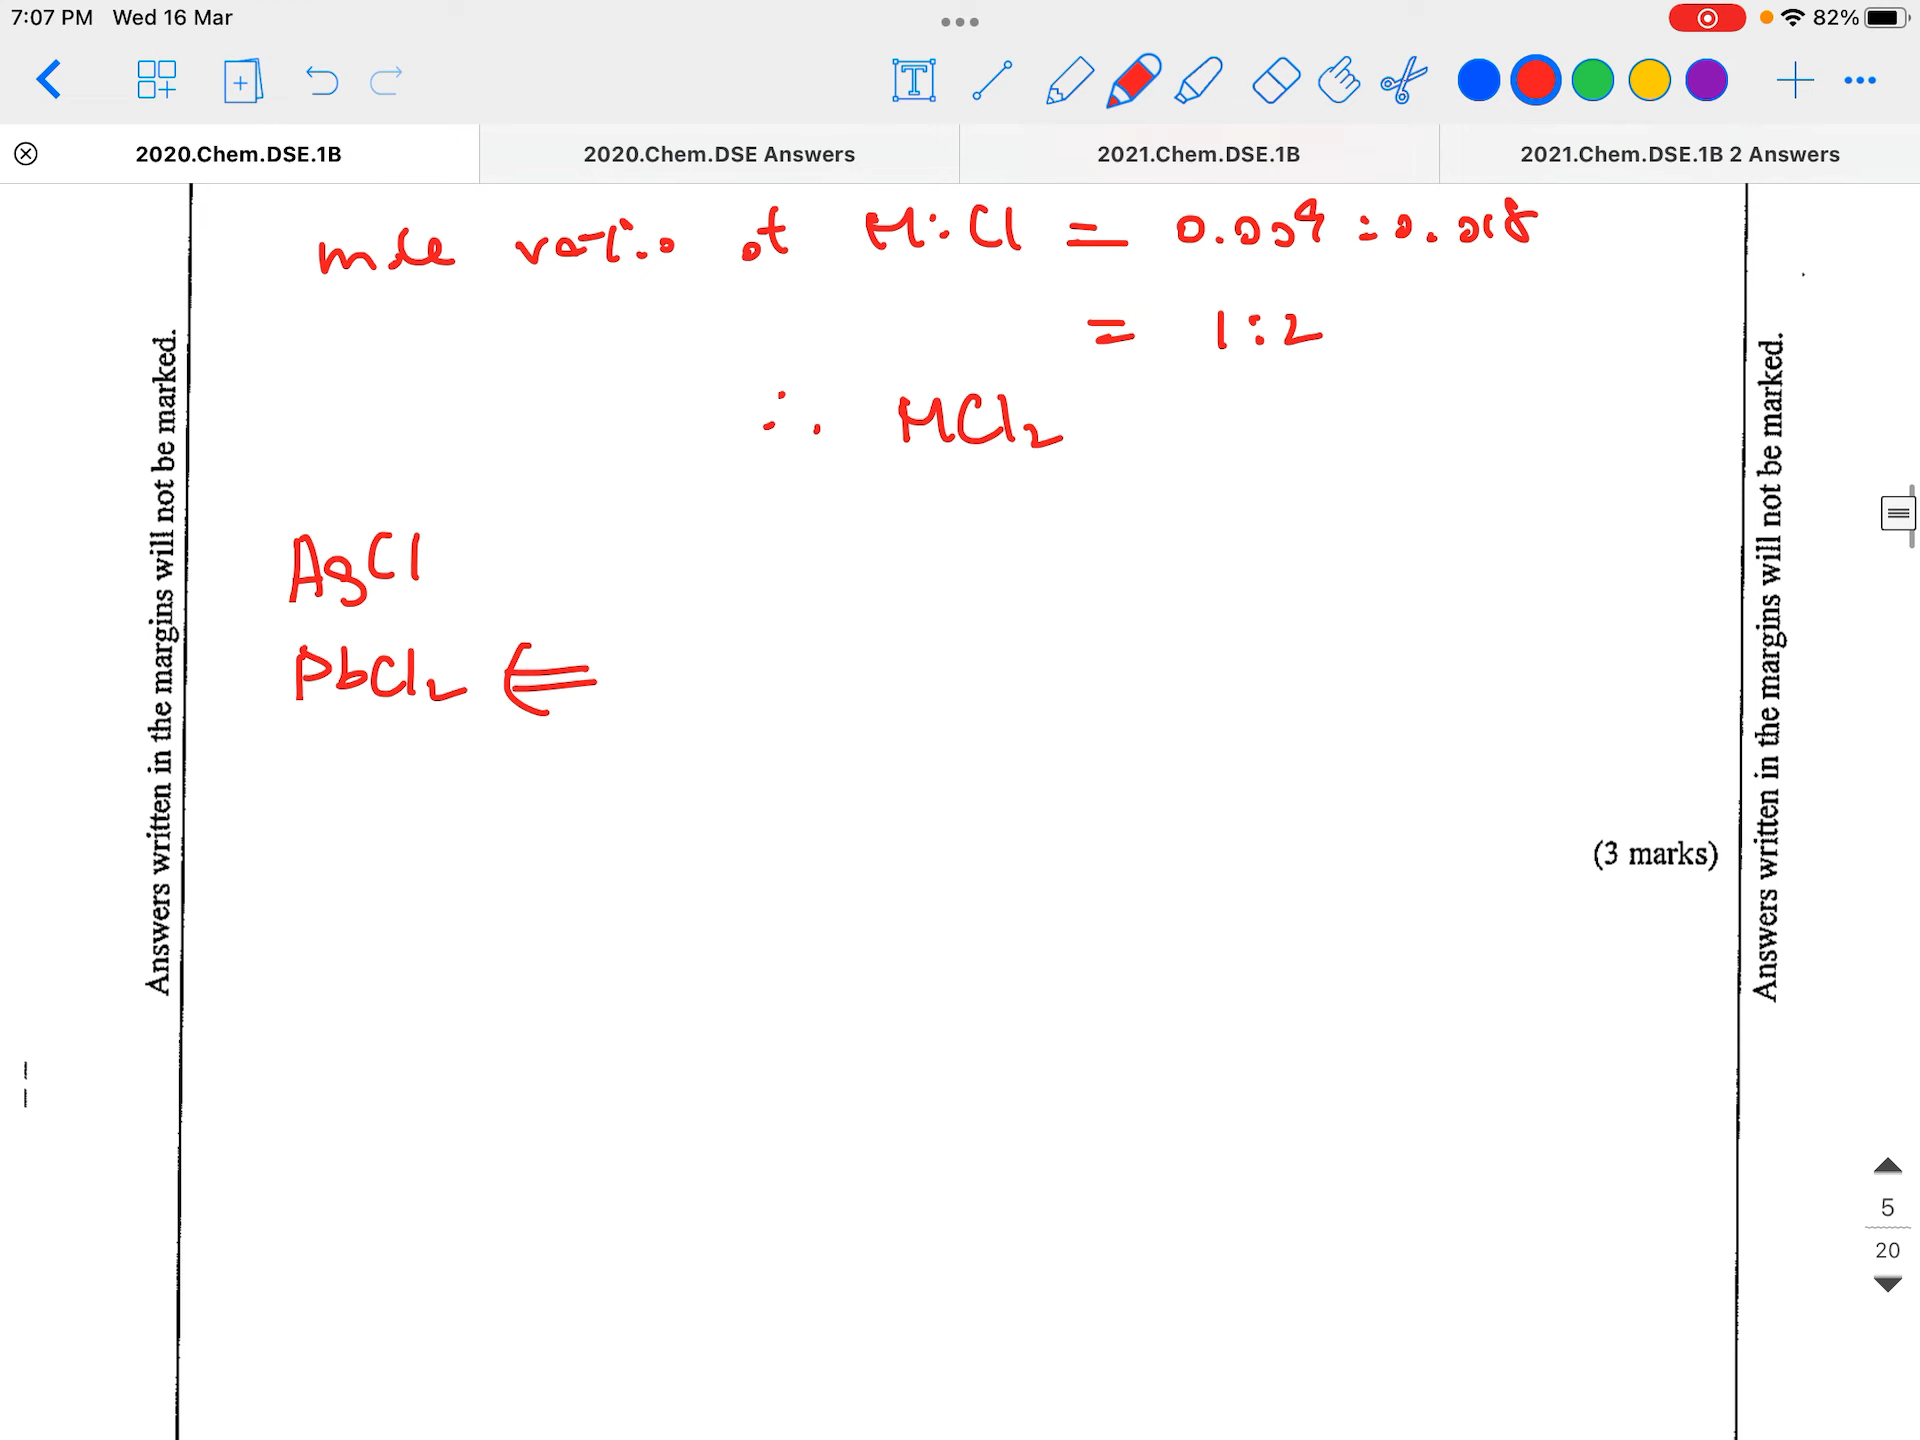 7:07 PM Wed 16 Mar
82%
2020.Chem.DSE.1B
2020.Chem.DSE Answers
2021.Chem.DSE.1B
2021.Chem.DSE.1B 2 Answers
mole ratio of M:Cl = 0.009 : 0.018
= 1:2
∴ MCl₂
AgCl
PbCl₂ ⇐
(3 marks)
Answers written in the margins will not be marked.
Answers written in the margins will not be marked.
5
20